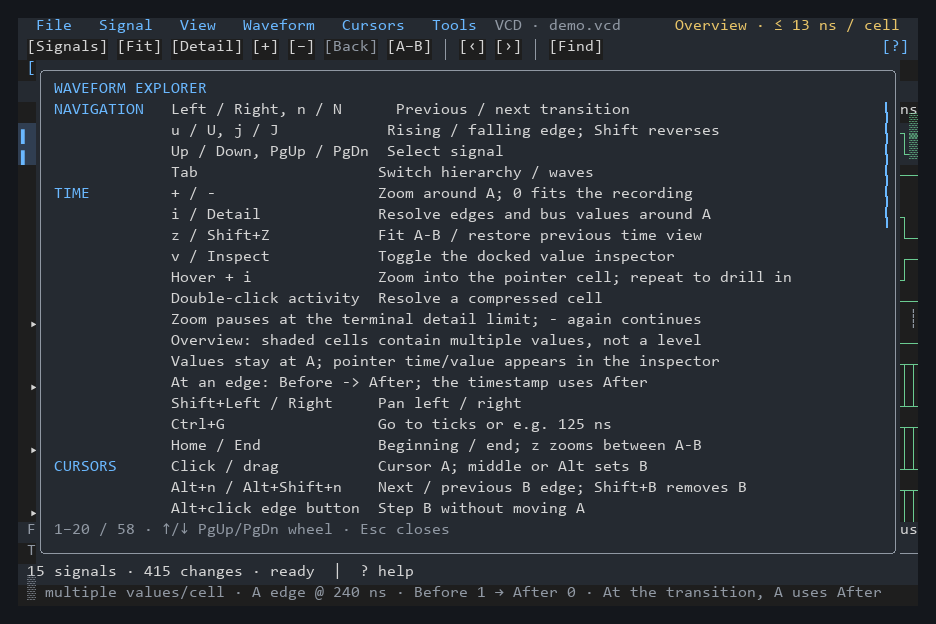 File Signal View Waveform Cursors Tools VCD · demo.vcd Overview · ≤ 13 ns / cell
[Signals] [Fit] [Detail] [+] [−] [Back] [A–B] │ [‹] [›] │ [Find] [?]
[
WAVEFORM EXPLORER
NAVIGATION Left / Right, n / N Previous / next transition
ns
u / U, j / J Rising / falling edge; Shift reverses
Up / Down, PgUp / PgDn Select signal
Tab Switch hierarchy / waves
TIME + / - Zoom around A; 0 fits the recording
i / Detail Resolve edges and bus values around A
z / Shift+Z Fit A-B / restore previous time view
v / Inspect Toggle the docked value inspector
Hover + i Zoom into the pointer cell; repeat to drill in
Double-click activity Resolve a compressed cell
▸ Zoom pauses at the terminal detail limit; - again continues
Overview: shaded cells contain multiple values, not a level
Values stay at A; pointer time/value appears in the inspector
▸ At an edge: Before -> After; the timestamp uses After
Shift+Left / Right Pan left / right
Ctrl+G Go to ticks or e.g. 125 ns
▸ Home / End Beginning / end; z zooms between A-B
CURSORS Click / drag Cursor A; middle or Alt sets B
Alt+n / Alt+Shift+n Next / previous B edge; Shift+B removes B
▸ Alt+click edge button Step B without moving A
F 1–20 / 58 · ↑/↓ PgUp/PgDn wheel · Esc closes us
T
15 signals · 415 changes · ready │ ? help
▒ multiple values/cell · A edge @ 240 ns · Before 1 → After 0 · At the transition, A uses After